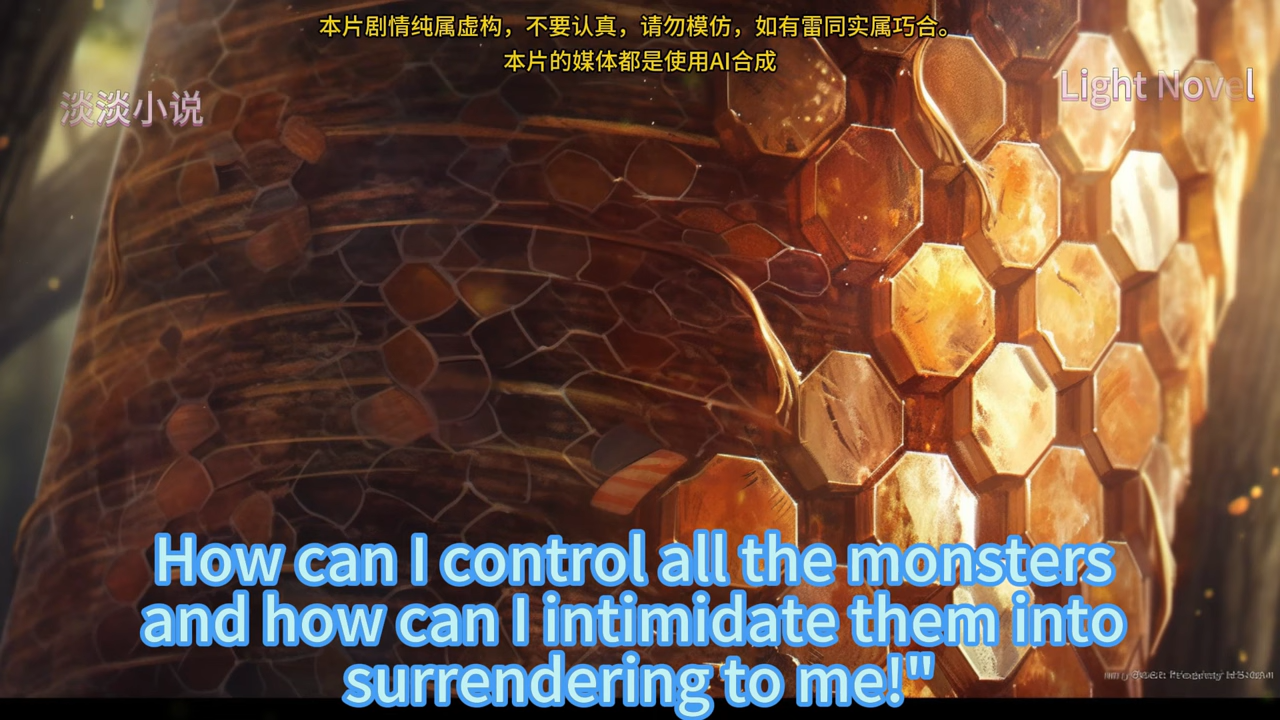 本片剧情纯属虚构，不要认真，请勿模仿，如有雷同实属巧合。
本片的媒体都是使用AI合成
淡淡小说
Light Novel
How can I control all the monsters
and how can I intimidate them into
surrendering to me!"